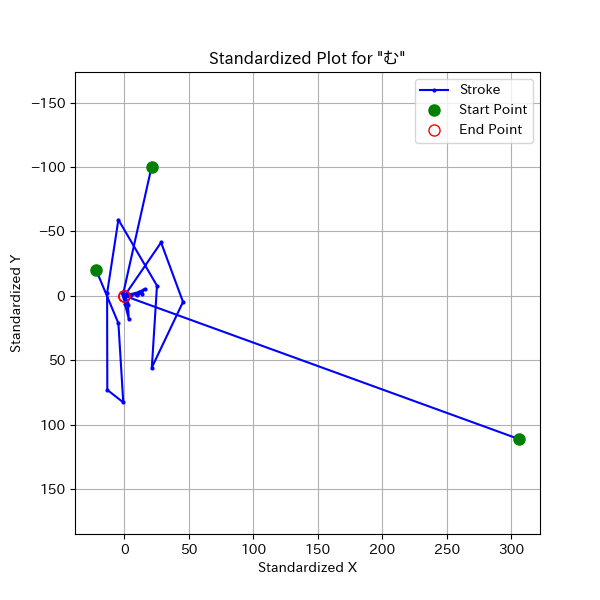 Standardized Plot for "む"
Stroke
Start Point
End Point
−150
−100
−50
0
50
100
150
Standardized Y
0 50 100 150 200 250 300
Standardized X